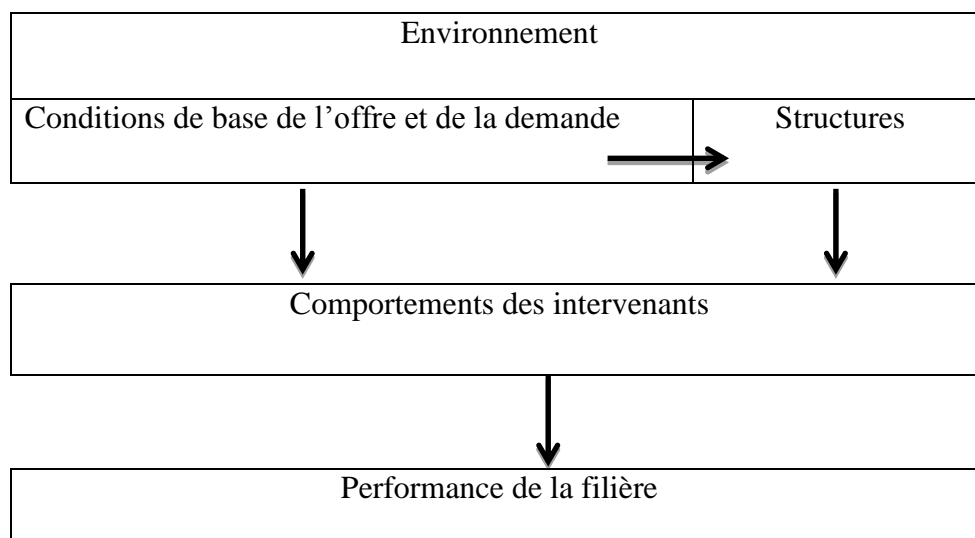 Environnement
Conditions de base de l’offre et de la demande
Structures
Comportements des intervenants
Performance de la filière